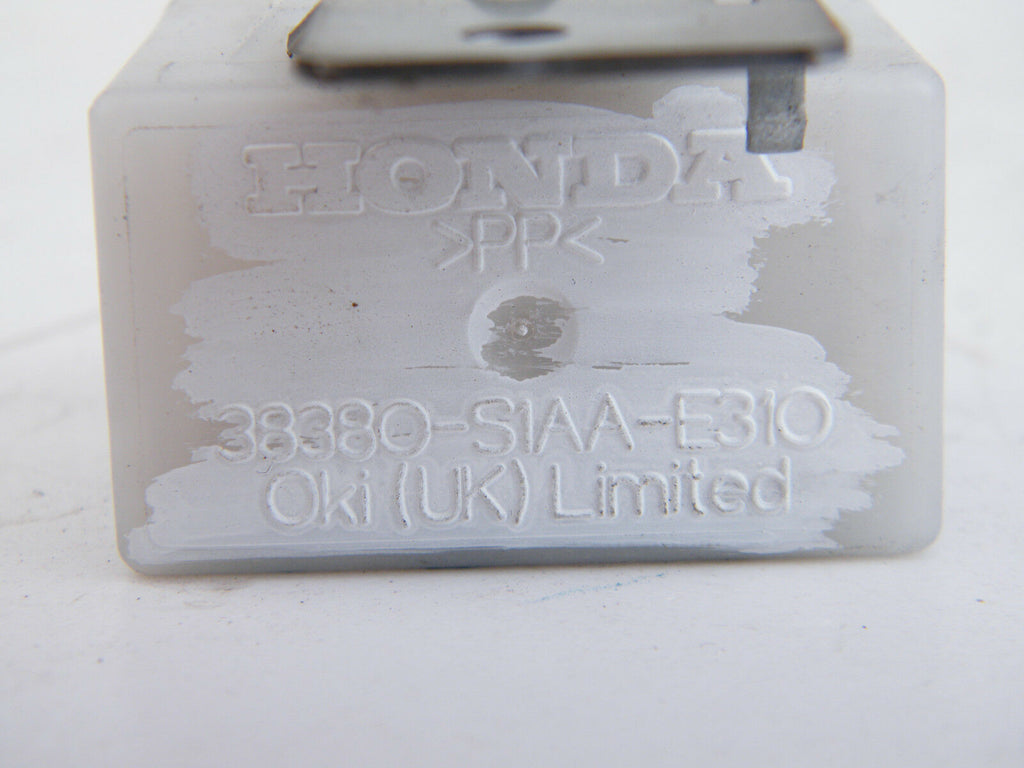 HONDA
>PP<
38380-S1AA-E310
Oki (UK) Limited